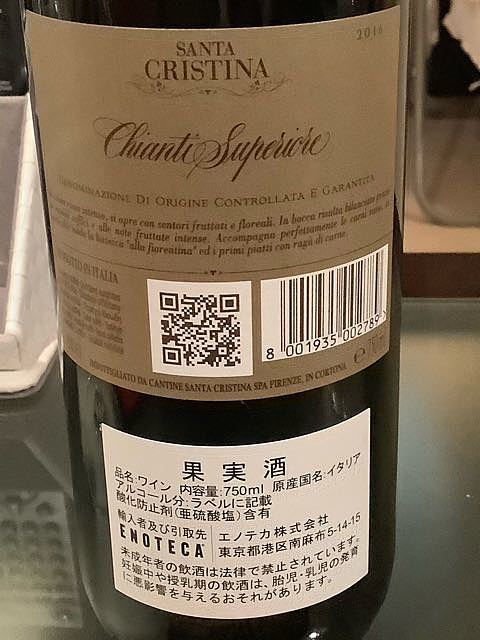 SANTA
CRISTINA
2016
Chianti Superiore
DENOMINAZIONE DI ORIGINE CONTROLLATA E GARANTITA
intenso, si apre con sentori fruttati e floreali. In bocca risulta bilanciato
soffici e alle note fruttate intense. Accompagna perfettamente le carni rosse,
la bistecca "alla fiorentina" ed i primi piatti con ragù di carne.
IN ITALIA
8 001935 002789
e 750
IMBOTTIGLIATO DA CANTINE SANTA CRISTINA SPA FIRENZE, IN CORTONA
果実酒
品名:ワイン 内容量:750ml 原産国名:イタリア
アルコール分:ラベルに記載
酸化防止剤(亜硫酸塩)含有
輸入者及び引取先
ENOTECA
エノテカ株式会社
東京都港区南麻布5-14-15
未成年者の飲酒は法律で禁止されています。
妊娠中や授乳期の飲酒は、胎児・乳児の発育
に悪影響を与えるおそれがあります。